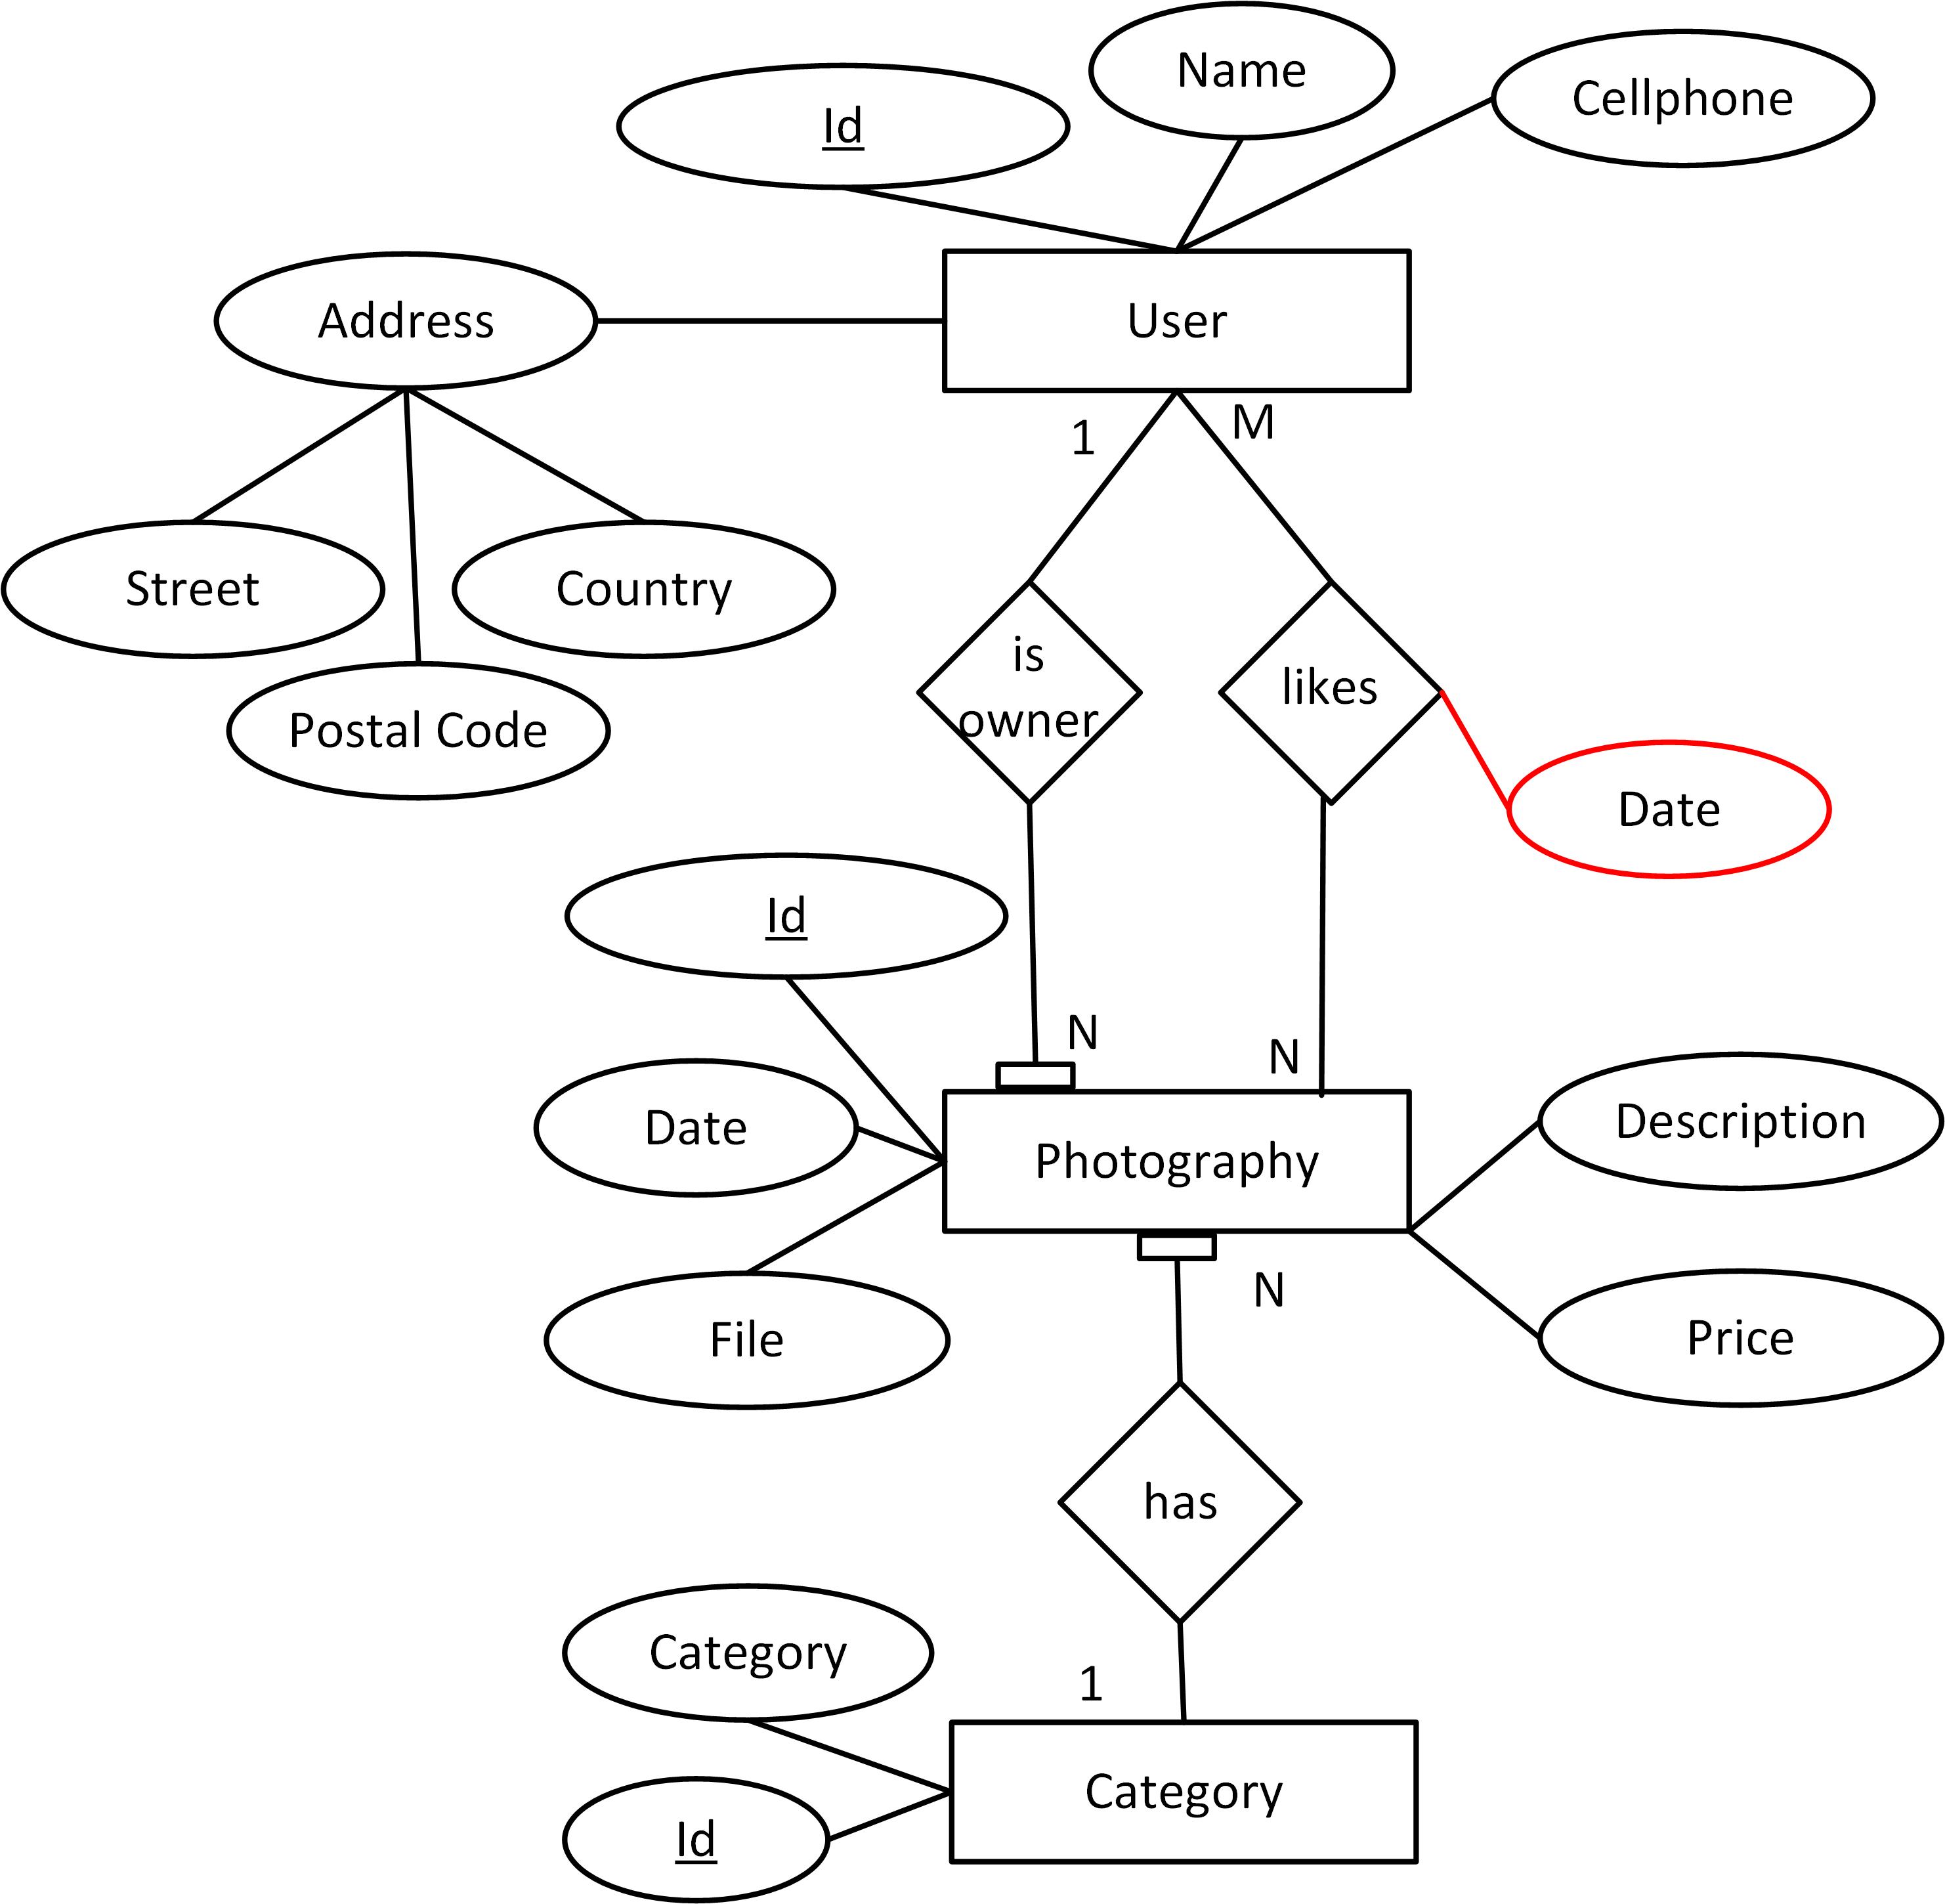 Name
Cellphone
Id
Address
User
1
M
Street
Country
is
owner
likes
Postal Code
Date
Id
N
N
Date
Description
Photography
N
File
Price
has
Category
1
Category
Id